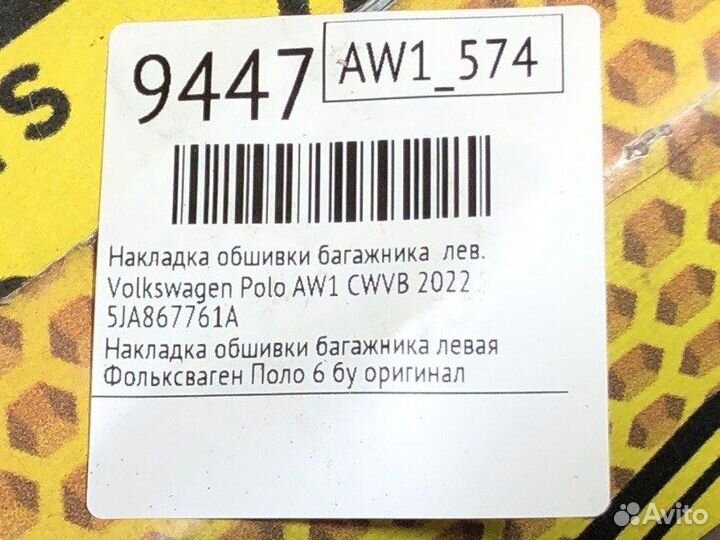 9447
AW1_574
Накладка обшивки багажника лев.
Volkswagen Polo AW1 CWVB 2022
5JA867761A
Накладка обшивки багажника левая
Фольксваген Поло 6 бу оригинал
Avito